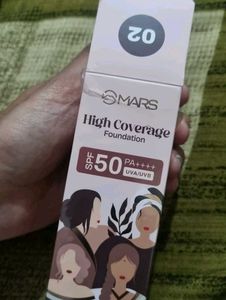 02
MARS
High Coverage
Foundation
SPF 50 PA++++
UVA/UVB